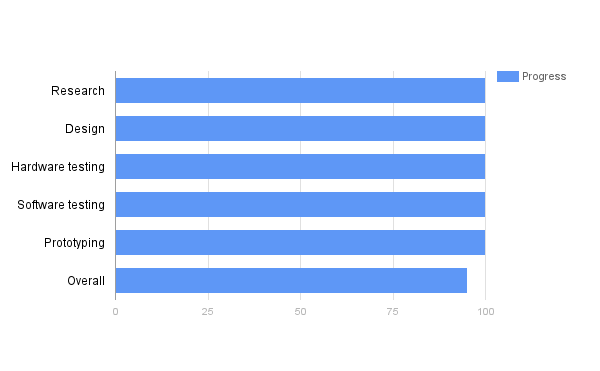 Progress
Research
Design
Hardware testing
Software testing
Prototyping
Overall
0 25 50 75 100